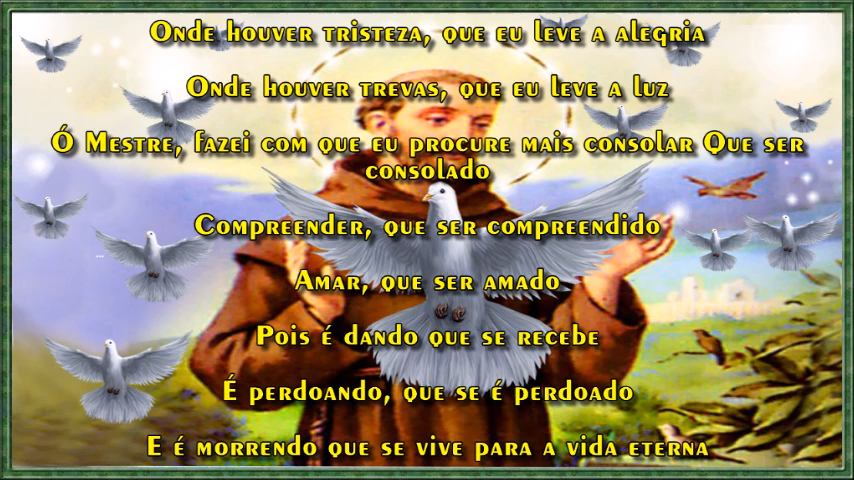 Onde houver tristeza, que eu leve a alegria
Onde houver trevas, que eu leve a luz
Ó Mestre, fazei com que eu procure mais consolar Que ser
consolado
Compreender, que ser compreendido
Amar, que ser amado
Pois é dando que se recebe
É perdoando, que se é perdoado
E é morrendo que se vive para a vida eterna